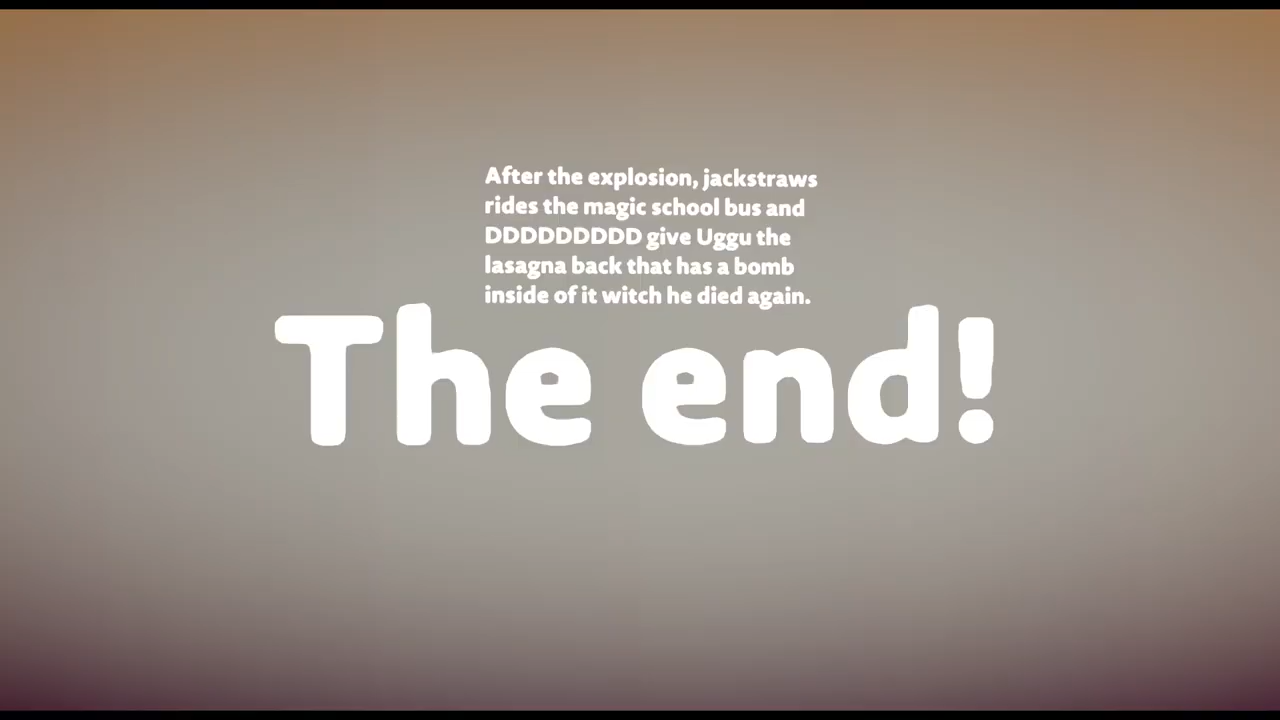 After the explosion, jackstraws
rides the magic school bus and
DDDDDDDDD give Uggu the
lasagna back that has a bomb
inside of it witch he died again.
The end!